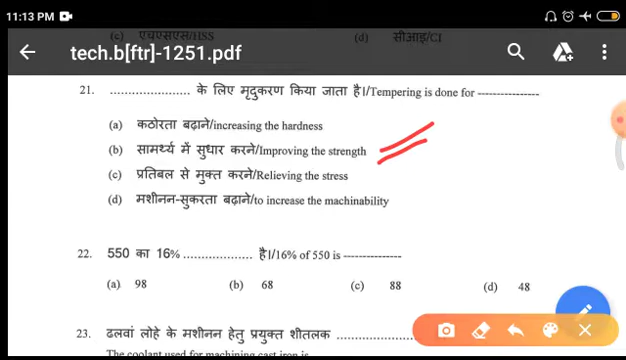 11:13 PM
tech.b[ftr]-1251.pdf
(c) एचएसएस/HSS (d) सीआइ/CI
21. ..................... के लिए मृदुकरण किया जाता है।/Tempering is done for ---------------
(a) कठोरता बढ़ाने/increasing the hardness
(b) सामर्थ्य में सुधार करने/Improving the strength
(c) प्रतिबल से मुक्त करने/Relieving the stress
(d) मशीनन-सुकरता बढ़ाने/to increase the machinability
22. 550 का 16% .................. है।/16% of 550 is --------------
(a) 98 (b) 68 (c) 88 (d) 48
23. ढलवां लोहे के मशीनन हेतु प्रयुक्त शीतलक ...................
The coolant used for machining cast iron is